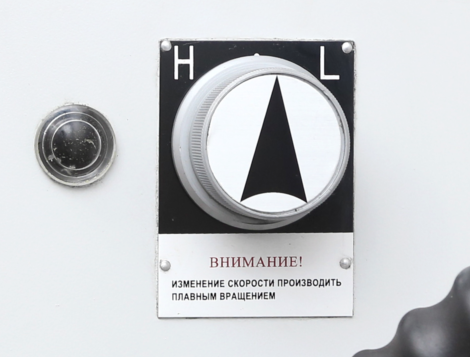 H L
ВНИМАНИЕ!
ИЗМЕНЕНИЕ СКОРОСТИ ПРОИЗВОДИТЬ
ПЛАВНЫМ ВРАЩЕНИЕМ